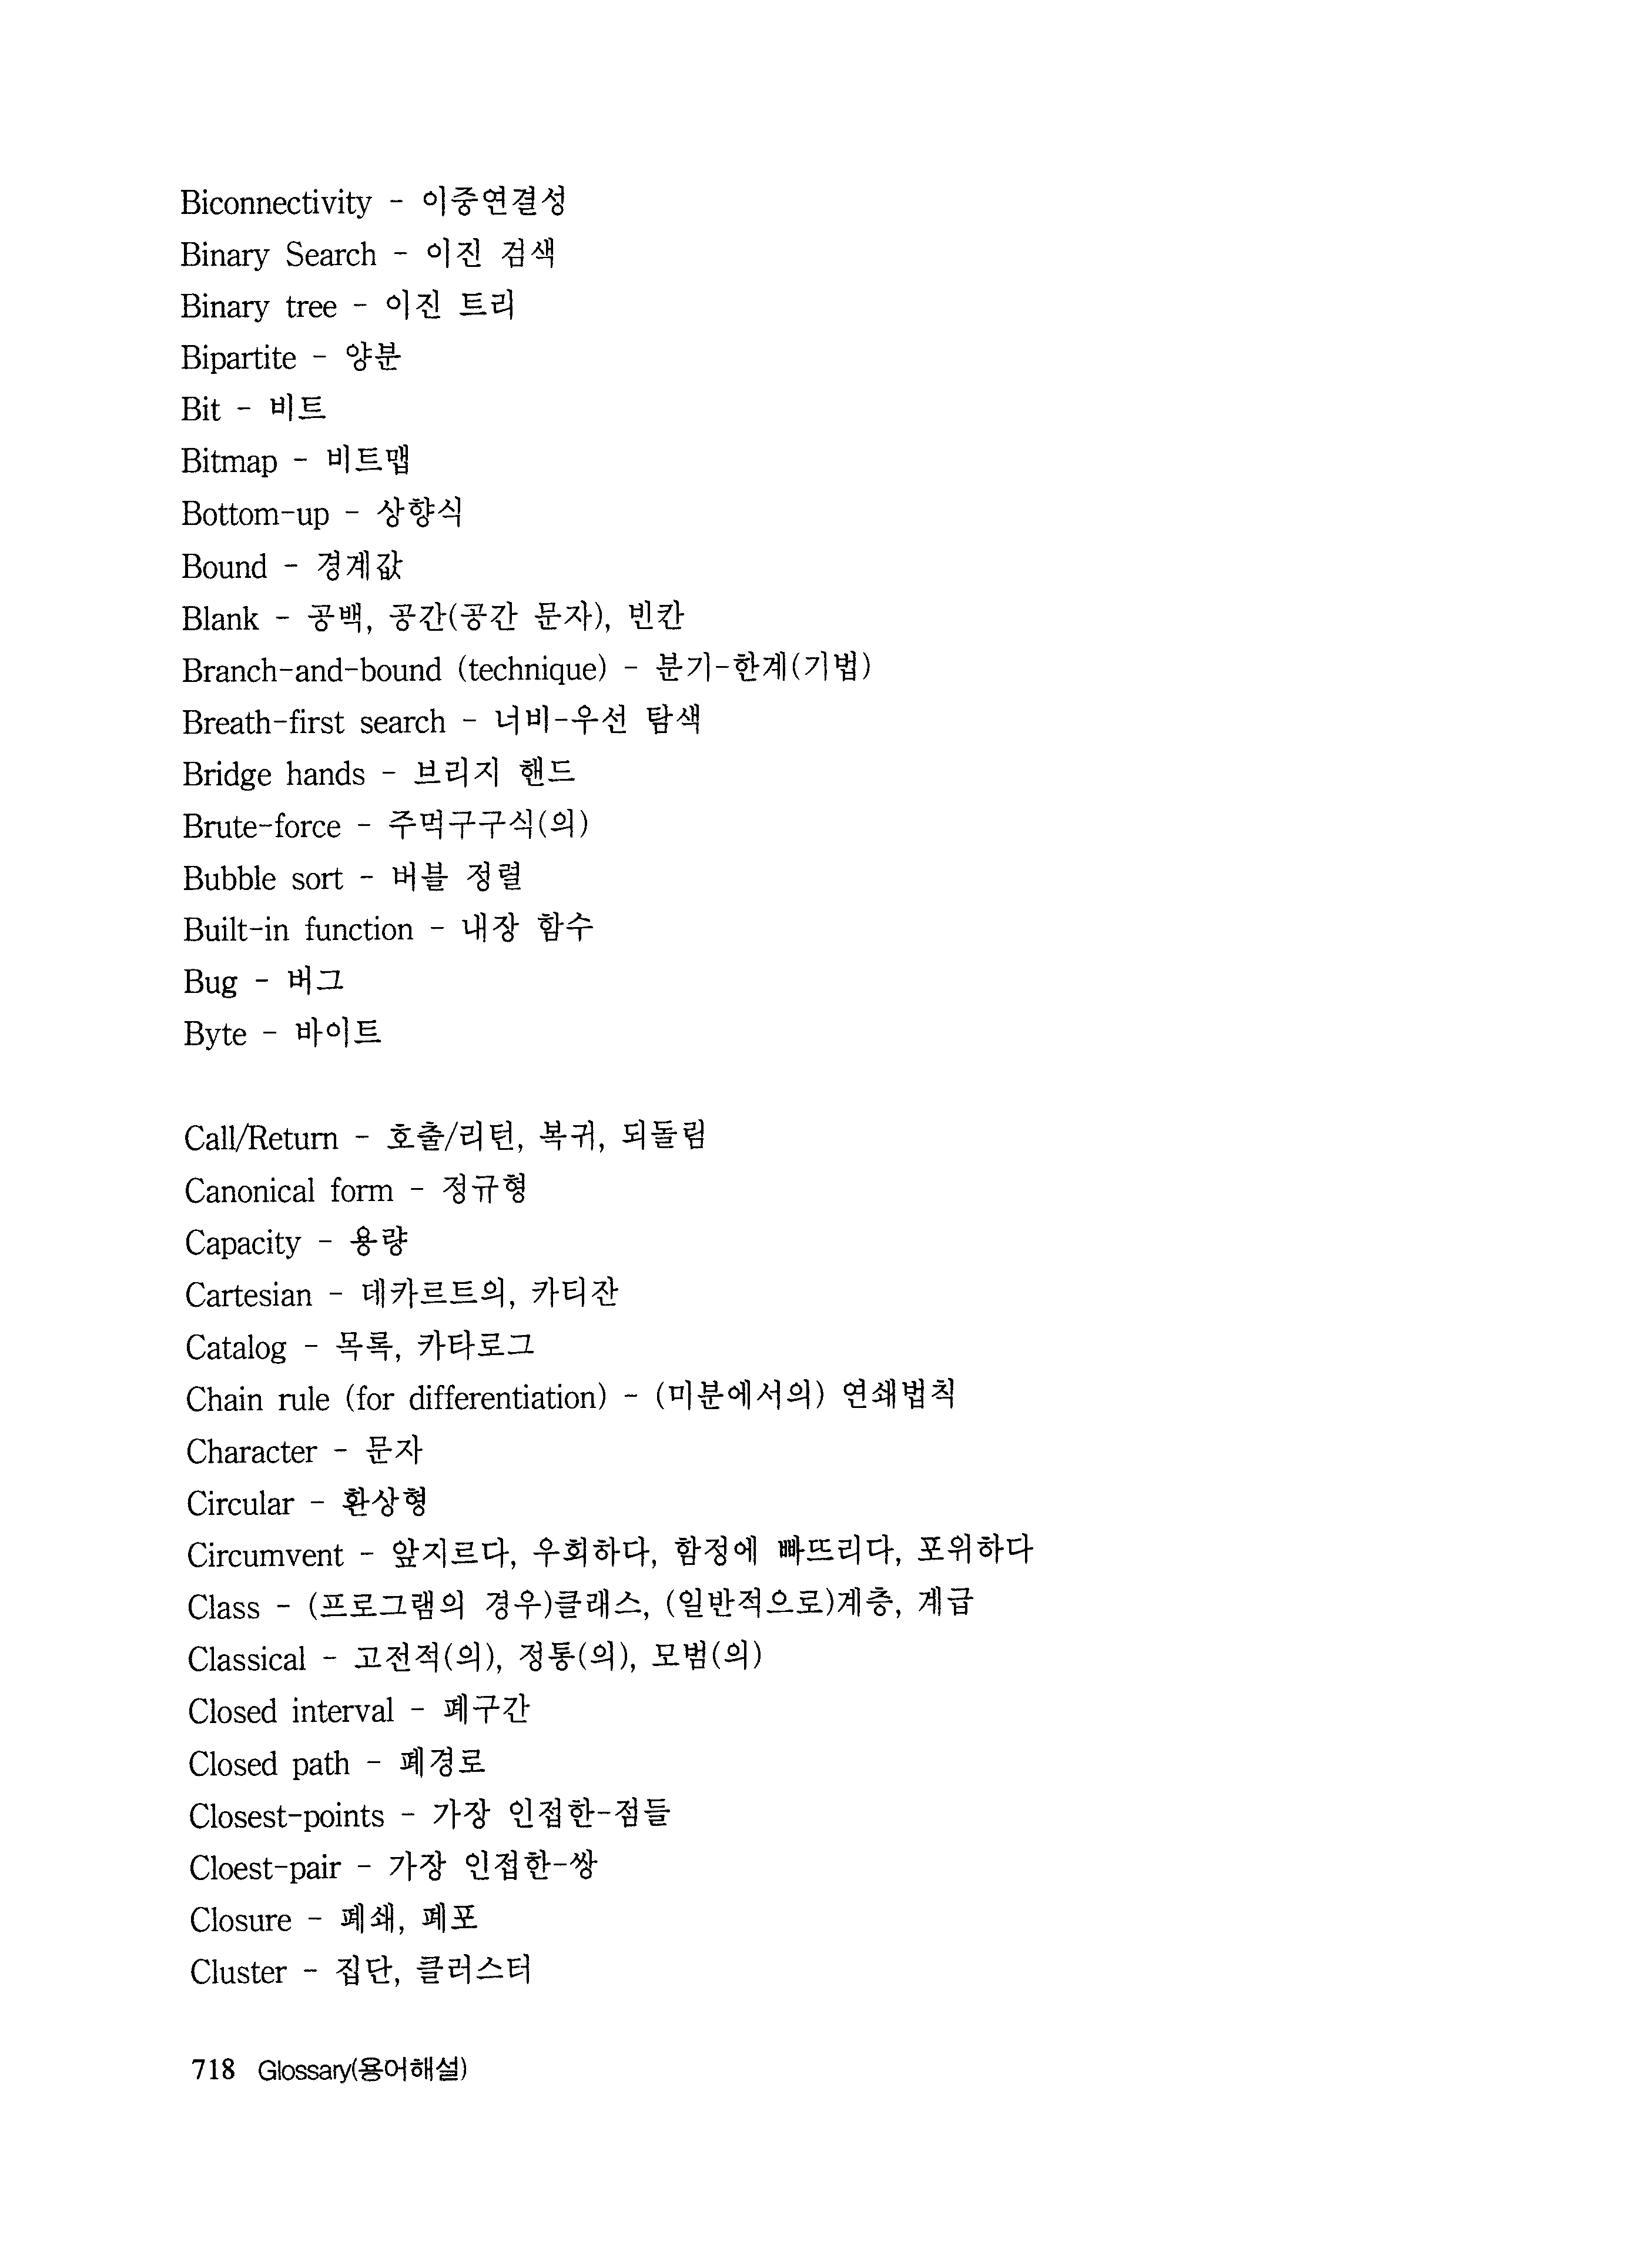 Biconnectivity - 이중연결성
Binary Search - 이진 검색
Binary tree - 이진 트리
Bipartite - 양분
Bit - 비트
Bitmap - 비트맵
Bottom-up - 상향식
Bound - 경계값
Blank - 공백, 공간(공간 문자), 빈칸
Branch-and-bound (technique) - 분기-한계(기법)
Breath-first search - 너비-우선 탐색
Bridge hands - 브리지 핸드
Brute-force - 주먹구구식(의)
Bubble sort - 버블 정렬
Built-in function - 내장 함수
Bug - 버그
Byte - 바이트
Call/Return - 호출/리턴, 복귀, 되돌림
Canonical form - 정규형
Capacity - 용량
Cartesian - 데카르트의, 카티잔
Catalog - 목록, 카타로그
Chain rule (for differentiation) - (미분에서의) 연쇄법칙
Character - 문자
Circular - 환상형
Circumvent - 앞지르다, 우회하다, 함정에 빠뜨리다, 포위하다
Class - (프로그램의 경우)클래스, (일반적으로)계층, 계급
Classical - 고전적(의), 정통(의), 모범(의)
Closed interval - 폐구간
Closed path - 폐경로
Closest-points - 가장 인접한-점들
Cloest-pair - 가장 인접한-쌍
Closure - 폐쇄, 폐포
Cluster - 집단, 클러스터
718 Glossary(용어해설)